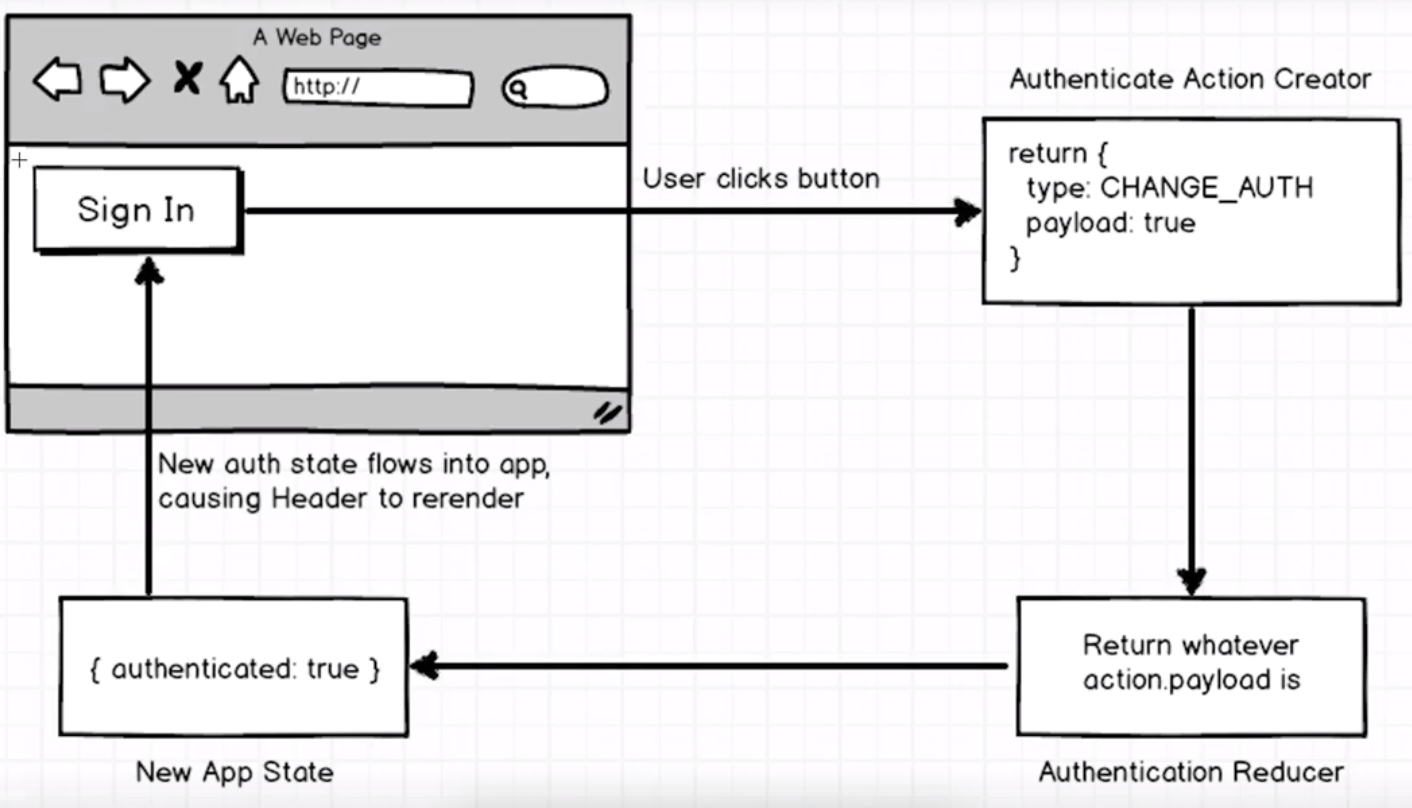 A Web Page
http://
Sign In
User clicks button
Authenticate Action Creator
return {
type: CHANGE_AUTH
payload: true
}
New auth state flows into app,
causing Header to rerender
{ authenticated: true }
New App State
Return whatever
action.payload is
Authentication Reducer